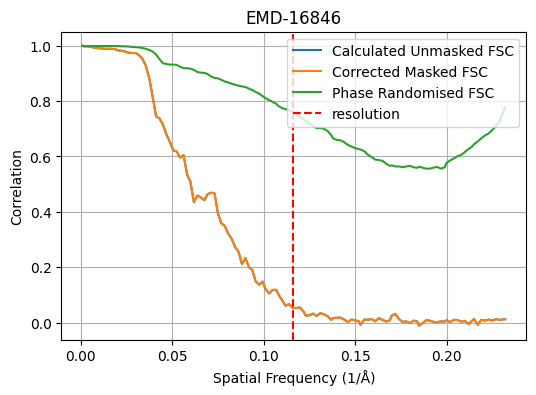 EMD-16846
Calculated Unmasked FSC
Corrected Masked FSC
Phase Randomised FSC
resolution
Correlation
1.0
0.8
0.6
0.4
0.2
0.0
0.00 0.05 0.10 0.15 0.20
Spatial Frequency (1/Å)